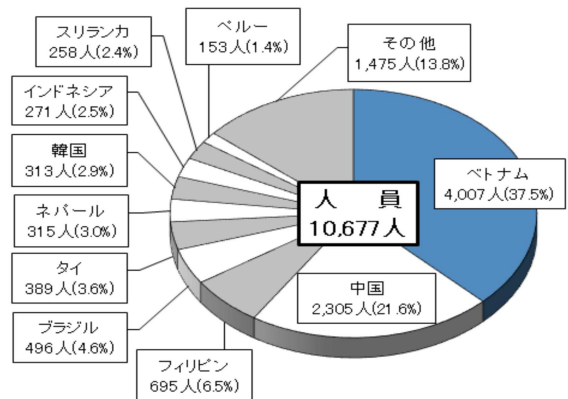 スリランカ
258人(2.4%)
ペルー
153人(1.4%)
その他
1,475人(13.8%)
インドネシア
271人(2.5%)
韓国
313人(2.9%)
ネパール
315人(3.0%)
タイ
389人(3.6%)
ブラジル
496人(4.6%)
フィリピン
695人(6.5%)
中国
2,305人(21.6%)
ベトナム
4,007人(37.5%)
人 員
10,677人